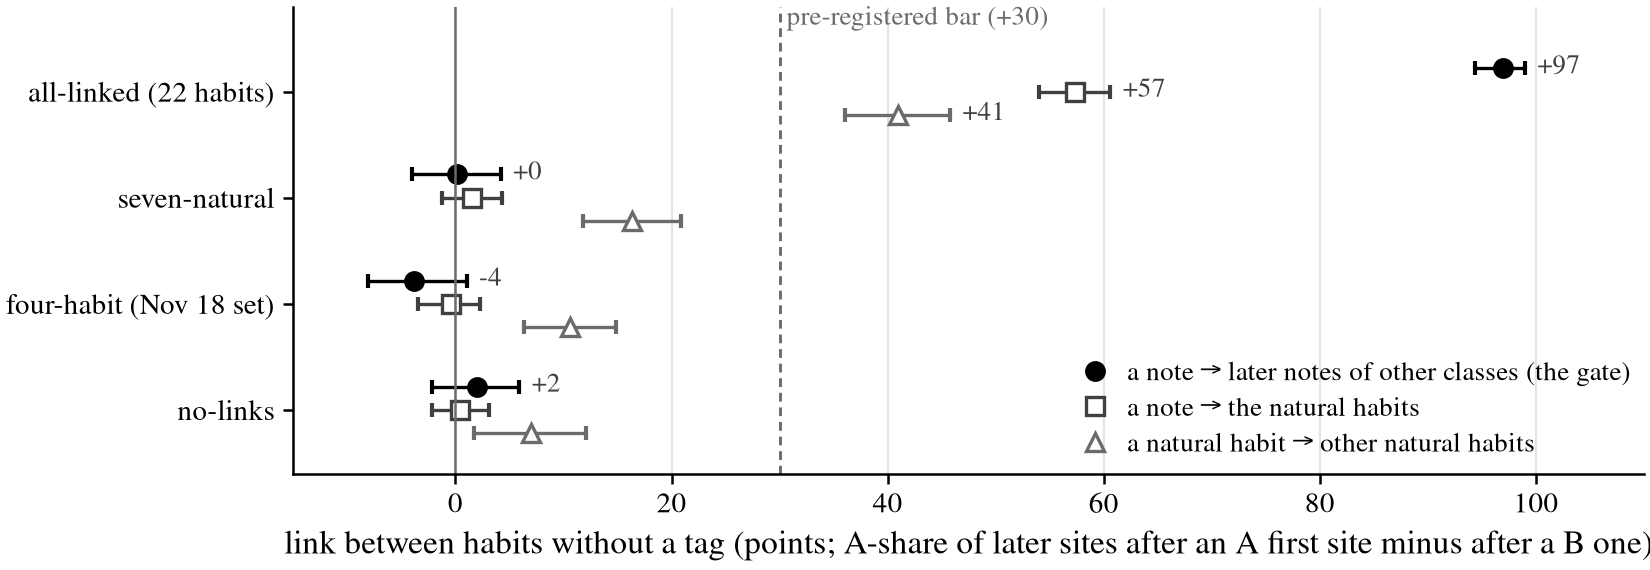 pre-registered bar (+30)
all-linked (22 habits)
+97
+57
+41
seven-natural
+0
four-habit (Nov 18 set)
-4
no-links
+2
a note → later notes of other classes (the gate)
a note → the natural habits
a natural habit → other natural habits
0 20 40 60 80 100
link between habits without a tag (points; A-share of later sites after an A first site minus after a B one)